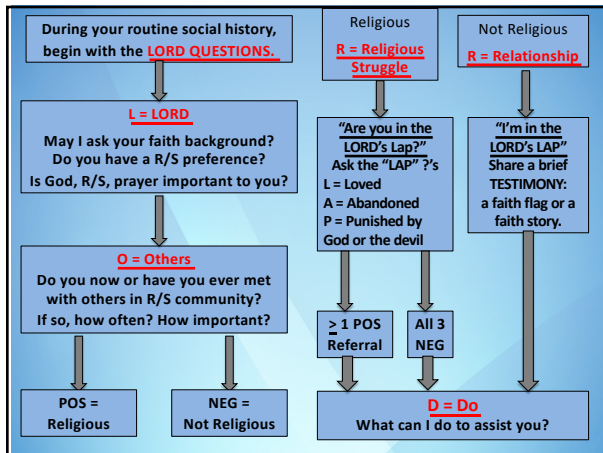 During your routine social history,
begin with the LORD QUESTIONS.
L = LORD
May I ask your faith background?
Do you have a R/S preference?
Is God, R/S, prayer important to you?
O = Others
Do you now or have you ever met
with others in R/S community?
If so, how often? How important?
POS =
Religious
NEG =
Not Religious
Religious
R = Religious
Struggle
“Are you in the
LORD’s Lap?”
Ask the “LAP” ?’s
L = Loved
A = Abandoned
P = Punished by
God or the devil
≥ 1 POS
Referral
All 3
NEG
Not Religious
R = Relationship
“I’m in the
LORD’s LAP”
Share a brief
TESTIMONY:
a faith flag or a
faith story.
D = Do
What can I do to assist you?